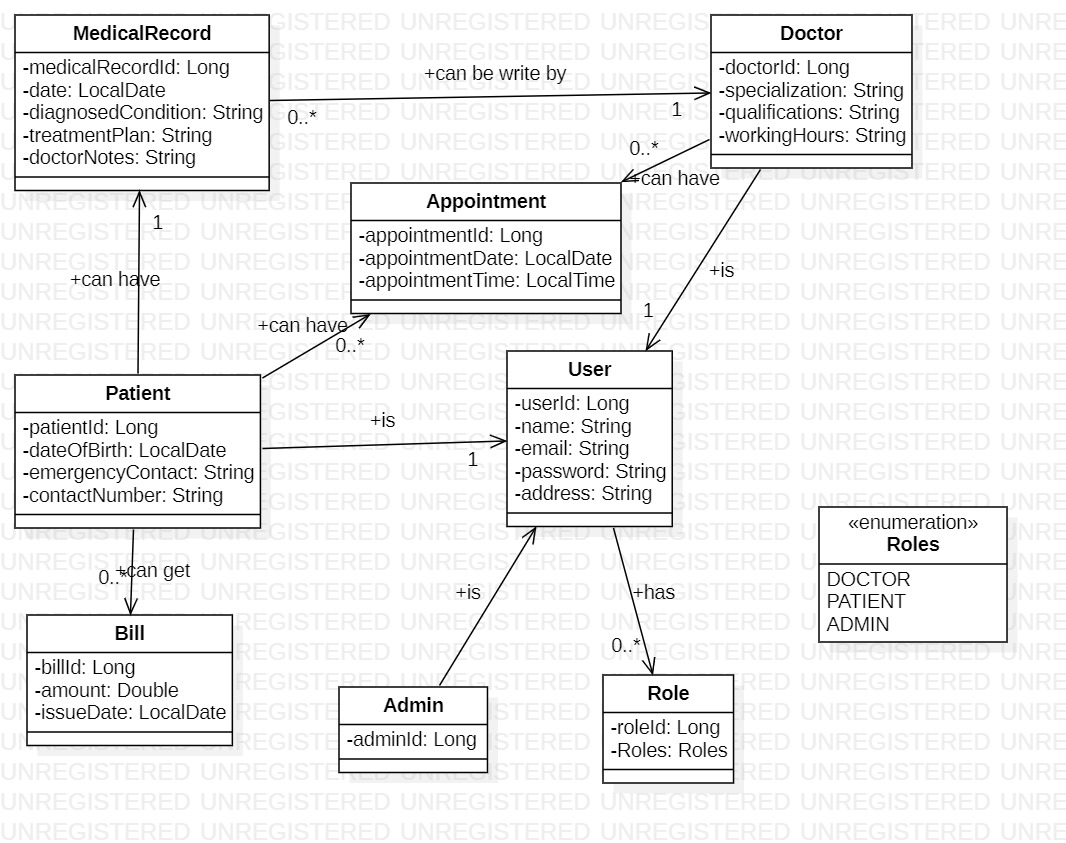 MedicalRecord
-medicalRecordId: Long
-date: LocalDate
-diagnosedCondition: String
-treatmentPlan: String
-doctorNotes: String
+can be write by
0..*
1
Doctor
-doctorId: Long
-specialization: String
-qualifications: String
-workingHours: String
0..*
+can have
Appointment
-appointmentId: Long
-appointmentDate: LocalDate
-appointmentTime: LocalTime
1
+can have
+can have
0..*
+is
1
Patient
-patientId: Long
-dateOfBirth: LocalDate
-emergencyContact: String
-contactNumber: String
+is
1
User
-userId: Long
-name: String
-email: String
-password: String
-address: String
«enumeration»
Roles
DOCTOR
PATIENT
ADMIN
0..*
+can get
Bill
-billId: Long
-amount: Double
-issueDate: LocalDate
+is
+has
0..*
Admin
-adminId: Long
Role
-roleId: Long
-Roles: Roles
UNREGISTERED